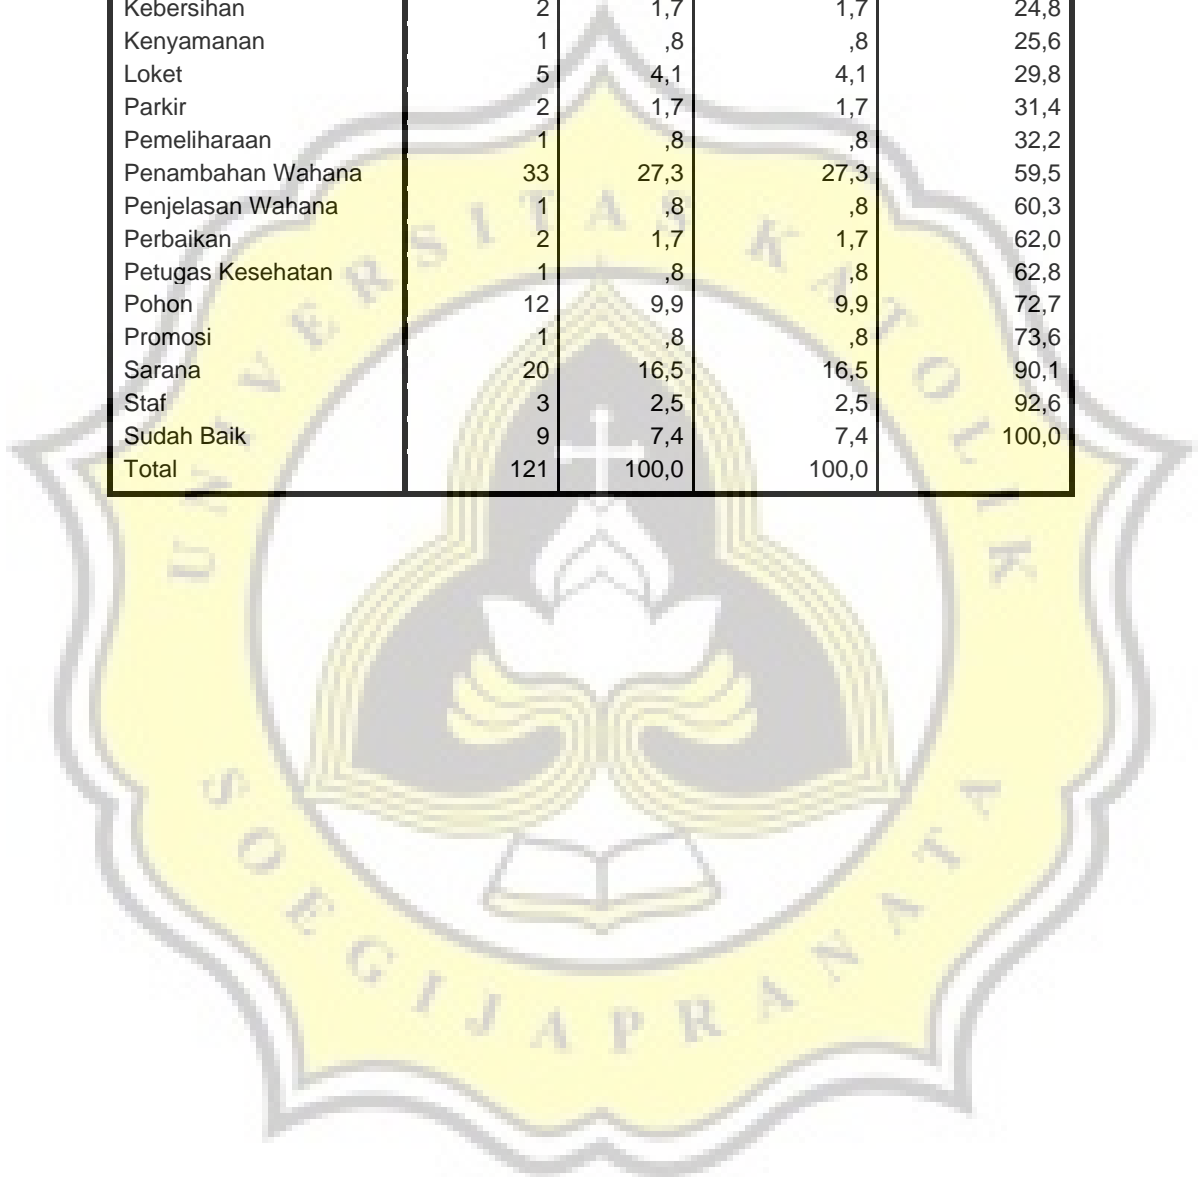 Kebersihan 2 1,7 1,7 24,8
Kenyamanan 1 ,8 ,8 25,6
Loket 5 4,1 4,1 29,8
Parkir 2 1,7 1,7 31,4
Pemeliharaan 1 ,8 ,8 32,2
Penambahan Wahana 33 27,3 27,3 59,5
Penjelasan Wahana 1 ,8 ,8 60,3
Perbaikan 2 1,7 1,7 62,0
Petugas Kesehatan 1 ,8 ,8 62,8
Pohon 12 9,9 9,9 72,7
Promosi 1 ,8 ,8 73,6
Sarana 20 16,5 16,5 90,1
Staf 3 2,5 2,5 92,6
Sudah Baik 9 7,4 7,4 100,0
Total 121 100,0 100,0
UNIVERSITAS KATOLIK
SOEGIJAPRANATA